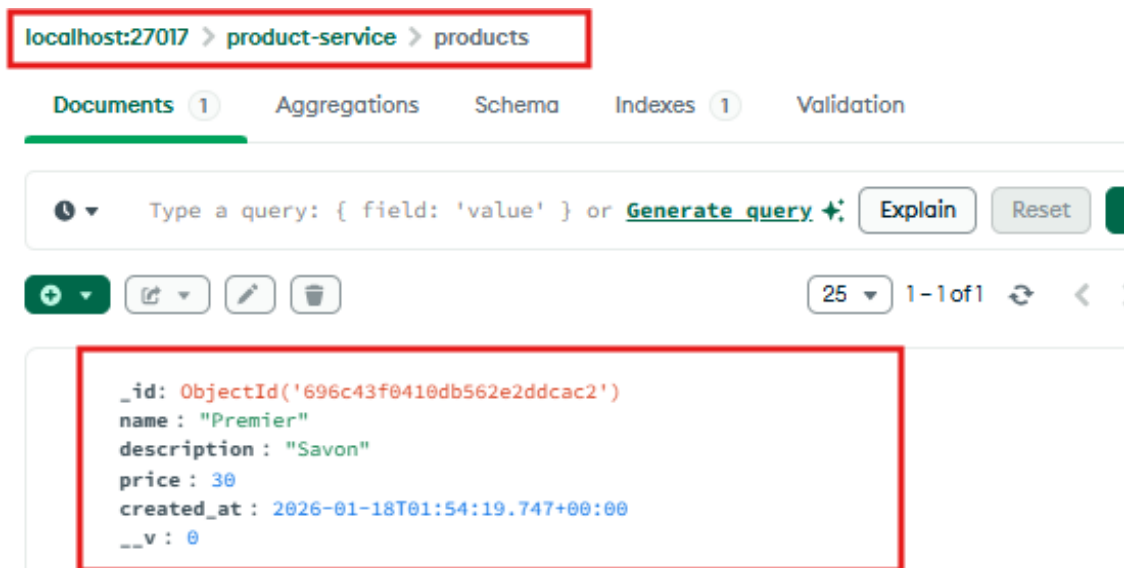 localhost:27017 > product-service > products
Documents 1 Aggregations Schema Indexes 1 Validation
Type a query: { field: 'value' } or Generate query Explain Reset
25 1–1 of 1
_id: ObjectId('696c43f0410db562e2ddcac2')
name : "Premier"
description : "Savon"
price : 30
created_at : 2026-01-18T01:54:19.747+00:00
__v : 0